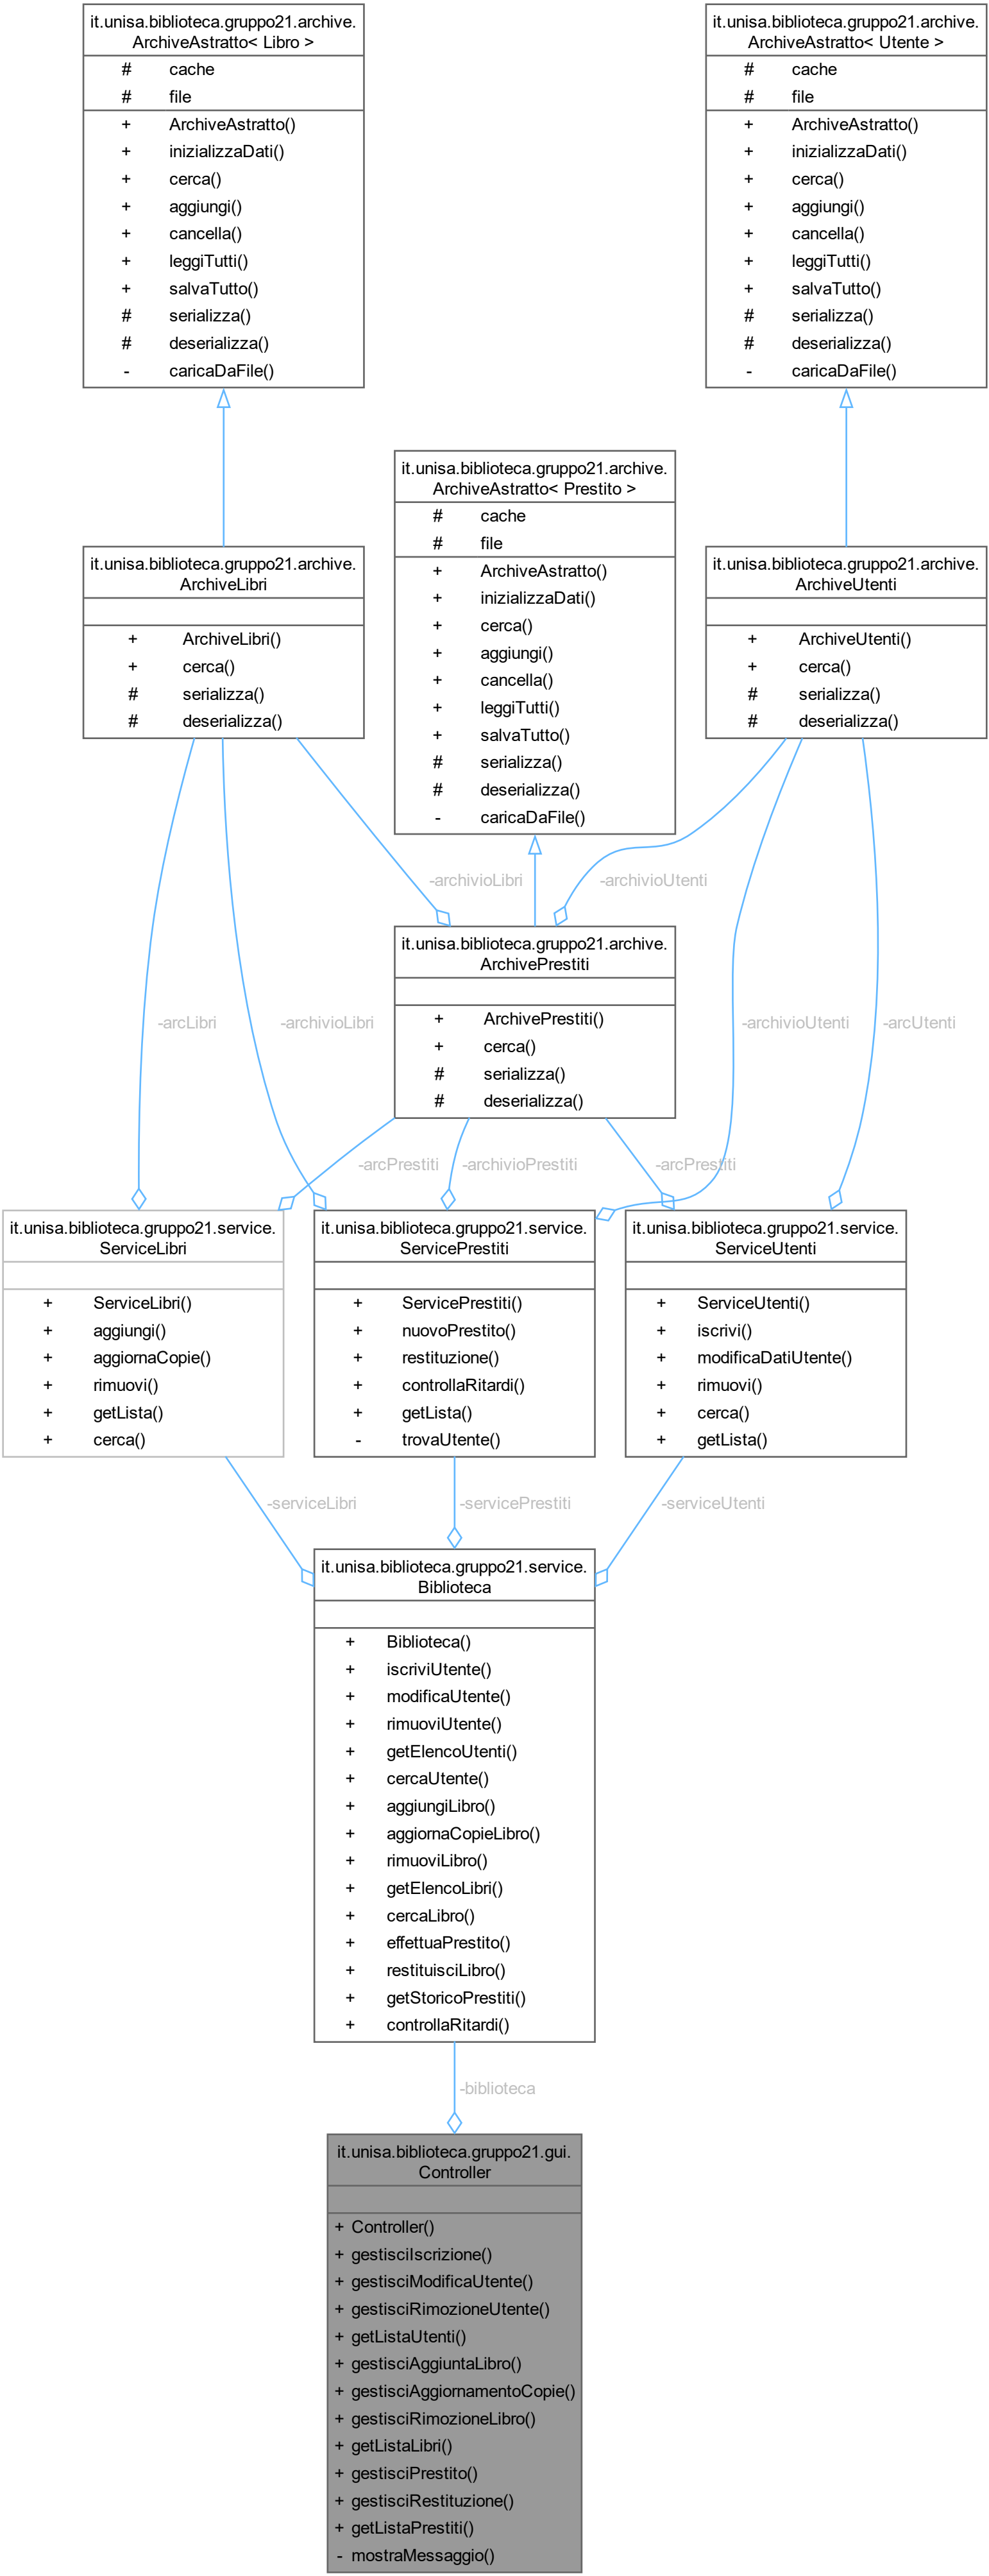 it.unisa.biblioteca.gruppo21.archive.
ArchiveAstratto< Libro >
# cache
# file
+ ArchiveAstratto()
+ inizializzaDati()
+ cerca()
+ aggiungi()
+ cancella()
+ leggiTutti()
+ salvaTutto()
# serializza()
# deserializza()
- caricaDaFile()
it.unisa.biblioteca.gruppo21.archive.
ArchiveAstratto< Utente >
# cache
# file
+ ArchiveAstratto()
+ inizializzaDati()
+ cerca()
+ aggiungi()
+ cancella()
+ leggiTutti()
+ salvaTutto()
# serializza()
# deserializza()
- caricaDaFile()
it.unisa.biblioteca.gruppo21.archive.
ArchiveAstratto< Prestito >
# cache
# file
+ ArchiveAstratto()
+ inizializzaDati()
+ cerca()
+ aggiungi()
+ cancella()
+ leggiTutti()
+ salvaTutto()
# serializza()
# deserializza()
- caricaDaFile()
it.unisa.biblioteca.gruppo21.archive.
ArchiveLibri
+ ArchiveLibri()
+ cerca()
# serializza()
# deserializza()
it.unisa.biblioteca.gruppo21.archive.
ArchiveUtenti
+ ArchiveUtenti()
+ cerca()
# serializza()
# deserializza()
-archivioLibri
-archivioUtenti
it.unisa.biblioteca.gruppo21.archive.
ArchivePrestiti
+ ArchivePrestiti()
+ cerca()
# serializza()
# deserializza()
-arcLibri
-archivioLibri
-archivioUtenti
-arcUtenti
-arcPrestiti
-archivioPrestiti
-arcPrestiti
it.unisa.biblioteca.gruppo21.service.
ServiceLibri
+ ServiceLibri()
+ aggiungi()
+ aggiornaCopie()
+ rimuovi()
+ getLista()
+ cerca()
it.unisa.biblioteca.gruppo21.service.
ServicePrestiti
+ ServicePrestiti()
+ nuovoPrestito()
+ restituzione()
+ controllaRitardi()
+ getLista()
- trovaUtente()
it.unisa.biblioteca.gruppo21.service.
ServiceUtenti
+ ServiceUtenti()
+ iscrivi()
+ modificaDatiUtente()
+ rimuovi()
+ cerca()
+ getLista()
-serviceLibri
-servicePrestiti
-serviceUtenti
it.unisa.biblioteca.gruppo21.service.
Biblioteca
+ Biblioteca()
+ iscriviUtente()
+ modificaUtente()
+ rimuoviUtente()
+ getElencoUtenti()
+ cercaUtente()
+ aggiungiLibro()
+ aggiornaCopieLibro()
+ rimuoviLibro()
+ getElencoLibri()
+ cercaLibro()
+ effettuaPrestito()
+ restituisciLibro()
+ getStoricoPrestiti()
+ controllaRitardi()
-biblioteca
it.unisa.biblioteca.gruppo21.gui.
Controller
+ Controller()
+ gestisciIscrizione()
+ gestisciModificaUtente()
+ gestisciRimozioneUtente()
+ getListaUtenti()
+ gestisciAggiuntaLibro()
+ gestisciAggiornamentoCopie()
+ gestisciRimozioneLibro()
+ getListaLibri()
+ gestisciPrestito()
+ gestisciRestituzione()
+ getListaPrestiti()
- mostraMessaggio()